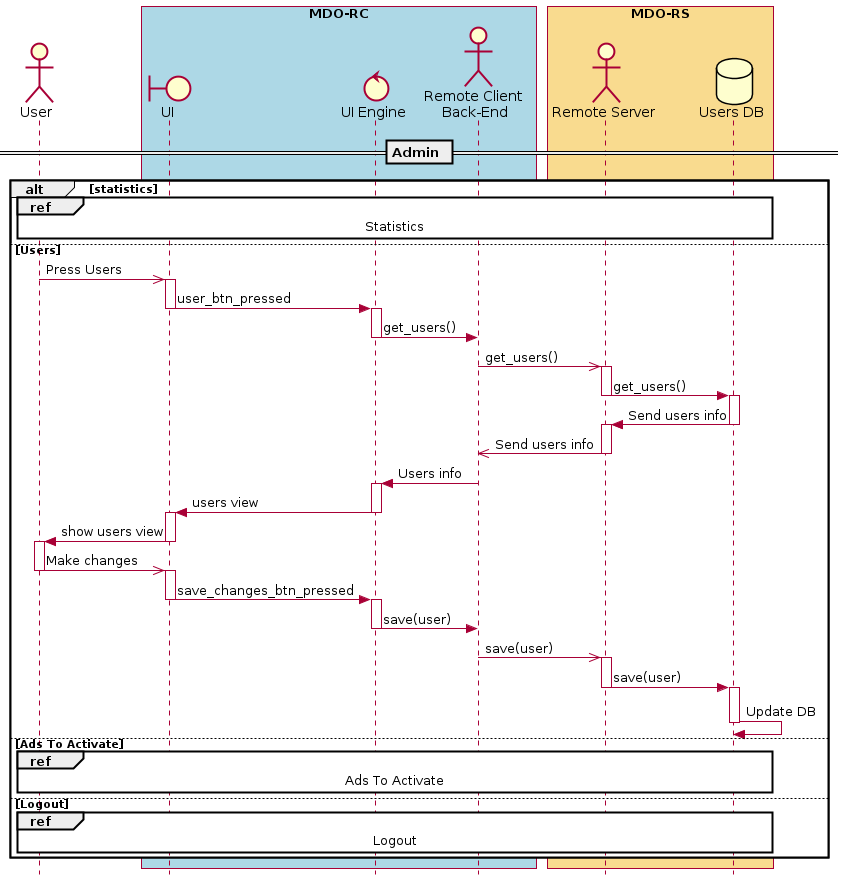 MDO-RC
MDO-RS
User
UI
UI Engine
Remote Client
Back-End
Remote Server
Users DB
Admin
alt
[statistics]
ref
Statistics
[Users]
Press Users
user_btn_pressed
get_users()
get_users()
get_users()
Send users info
Send users info
Users info
users view
show users view
Make changes
save_changes_btn_pressed
save(user)
save(user)
save(user)
Update DB
[Ads To Activate]
ref
Ads To Activate
[Logout]
ref
Logout